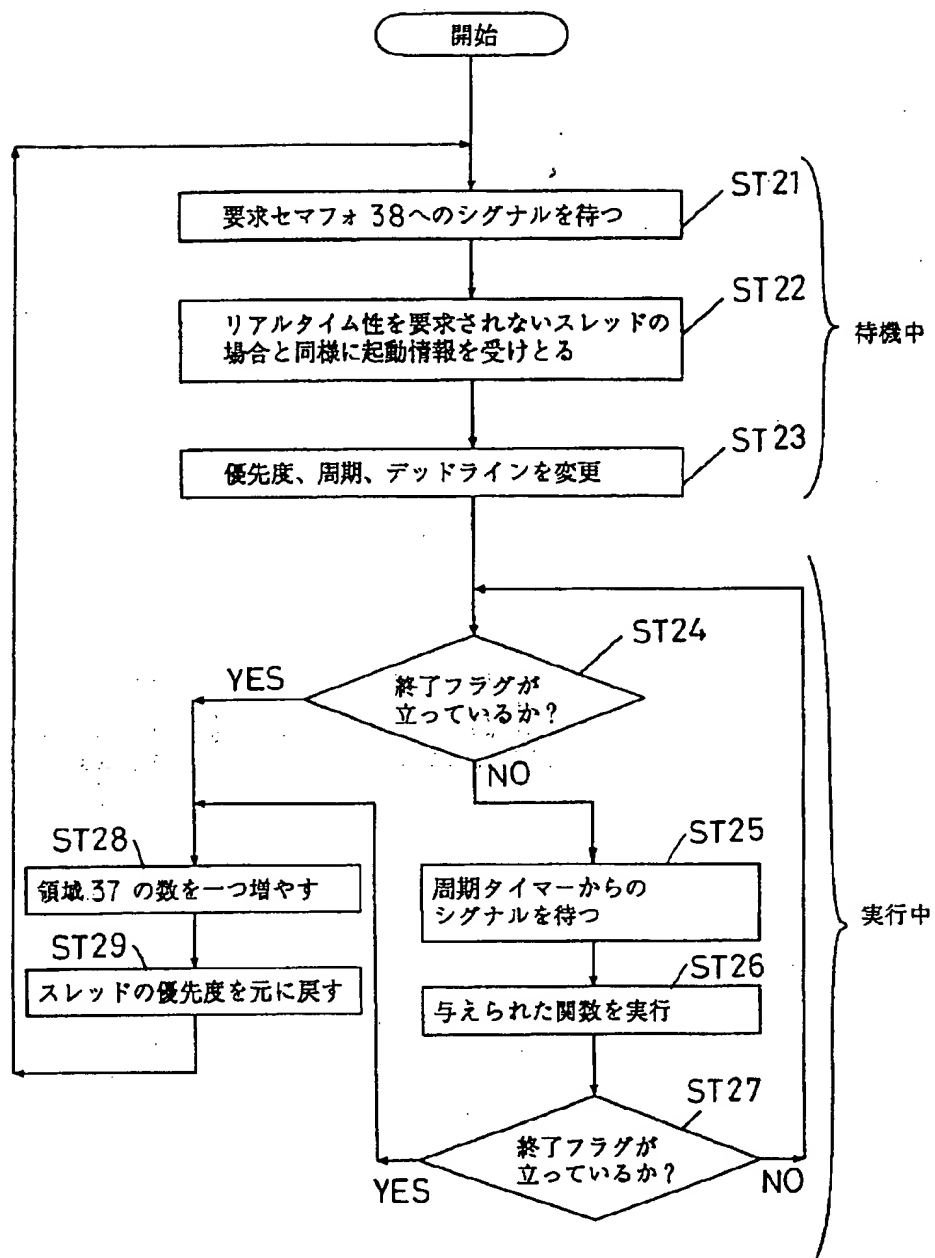 開始
ST21
要求セマフォ 38へのシグナルを待つ
ST22
リアルタイム性を要求されないスレッドの
場合と同様に起動情報を受けとる
待機中
ST23
優先度、周期、デッドラインを変更
ST24
YES
終了フラグが
立っているか?
NO
ST28
領域 37 の数を一つ増やす
ST25
周期タイマーからの
シグナルを待つ
実行中
ST29
スレッドの優先度を元に戻す
ST26
与えられた関数を実行
ST27
終了フラグが
立っているか?
YES
NO